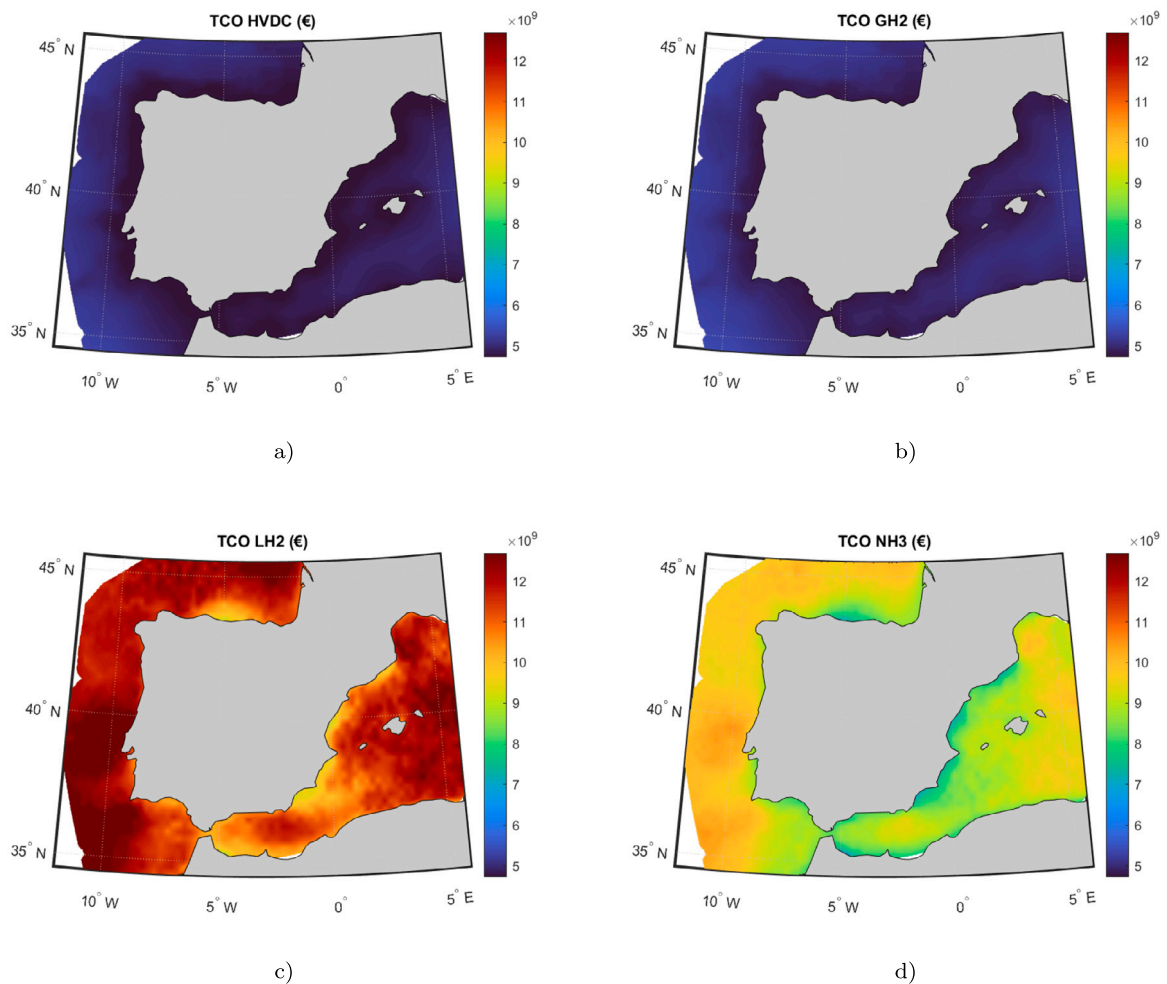 TCO HVDC (€)
×10⁹
45° N
40° N
35° N
10° W
5° W
0°
5° E
12
11
10
9
8
7
6
5
a)
TCO GH2 (€)
×10⁹
45° N
40° N
35° N
10° W
5° W
0°
5° E
12
11
10
9
8
7
6
5
b)
TCO LH2 (€)
×10⁹
45° N
40° N
35° N
10° W
5° W
0°
5° E
12
11
10
9
8
7
6
5
c)
TCO NH3 (€)
×10⁹
45° N
40° N
35° N
10° W
5° W
0°
5° E
12
11
10
9
8
7
6
5
d)